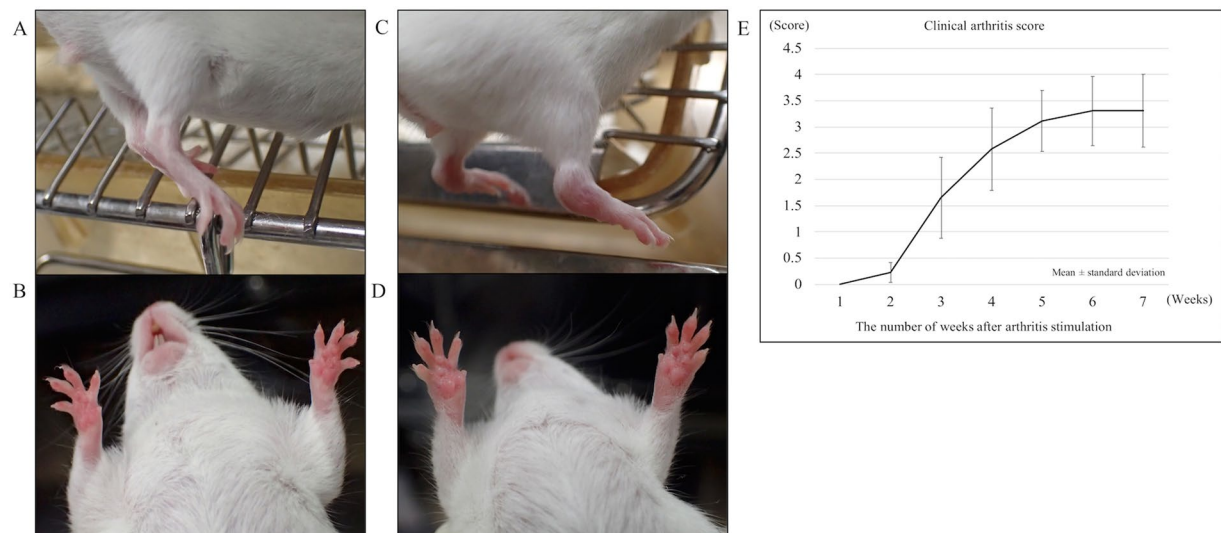 A
B
C
D
E
(Score)
Clinical arthritis score
4.5
4
3.5
3
2.5
2
1.5
1
0.5
0
Mean ± standard deviation
1 2 3 4 5 6 7 (Weeks)
The number of weeks after arthritis stimulation